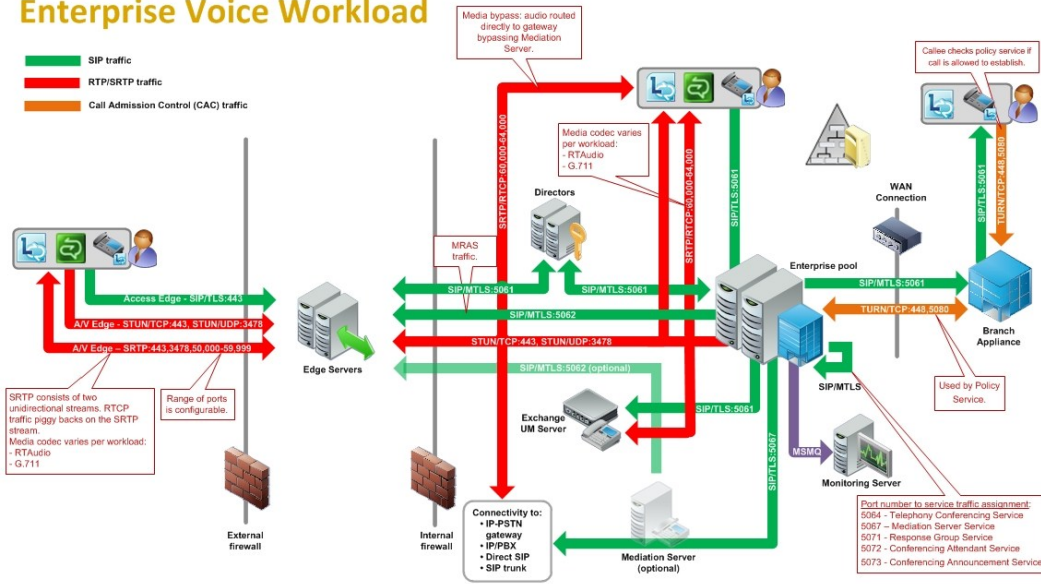 Enterprise Voice Workload
SIP traffic
RTP/SRTP traffic
Call Admission Control (CAC) traffic
Media bypass: audio routed
directly to gateway
bypassing Mediation
Server.
Callee checks policy service if
call is allowed to establish.
SRTP/RTCP:60,000-64,000
Media codec varies
per workload:
- RTAudio
- G.711
SRTP/RTCP:60,000-64,000
SIP/TLS:5061
SIP/TLS:5061
TURN/TCP:448,5080
WAN
Connection
Directors
MRAS
traffic.
Enterprise pool
SIP/MTLS:5061
SIP/MTLS:5061
SIP/MTLS:5061
Access Edge - SIP/TLS:443
SIP/MTLS:5062
TURN/TCP:448,5080
A/V Edge - STUN/TCP:443, STUN/UDP:3478
Branch
Appliance
STUN/TCP:443, STUN/UDP:3478
A/V Edge – SRTP:443,3478,50,000-59,999
Edge Servers
SIP/MTLS:5062 (optional)
SIP/MTLS
SRTP consists of two
unidirectional streams. RTCP
traffic piggy backs on the SRTP
stream.
Media codec varies per workload:
- RTAudio
- G.711
Range of ports
is configurable.
Used by Policy
Service.
Exchange
UM Server
SIP/TLS:5061
SIP/TLS:5067
MSMQ
Monitoring Server
External
firewall
Internal
firewall
Connectivity to:
• IP-PSTN
gateway
• IP/PBX
• Direct SIP
• SIP trunk
Mediation Server
(optional)
Port number to service traffic assignment:
5064 - Telephony Conferencing Service
5067 – Mediation Server Service
5071 - Response Group Service
5072 - Conferencing Attendant Service
5073 - Conferencing Announcement Service